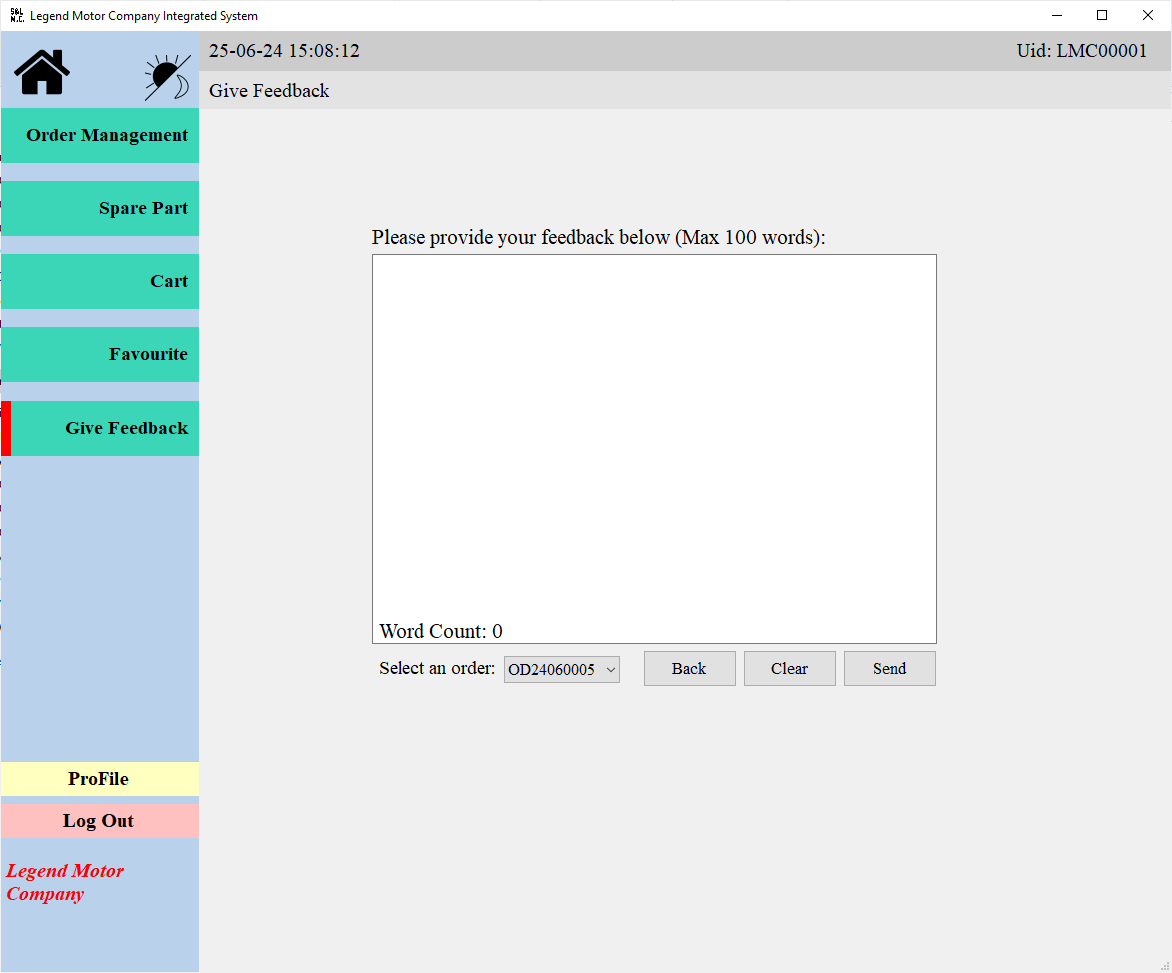 S&L
M.C.
Legend Motor Company Integrated System
25-06-24 15:08:12
Uid: LMC00001
Give Feedback
Order Management
Spare Part
Cart
Favourite
Give Feedback
Please provide your feedback below (Max 100 words):
Word Count: 0
Select an order:
OD24060005
Back
Clear
Send
ProFile
Log Out
Legend Motor
Company